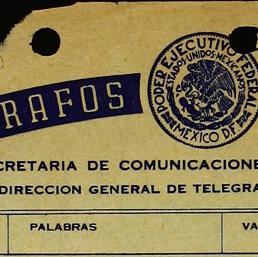 RAFOS
PODER EJECUTIVO FEDERAL
ESTADOS UNIDOS MEXICANOS
MEXICO D.F.
CRETARIA DE COMUNICACIONE
DIRECCION GENERAL DE TELEGRA
PALABRAS
VA